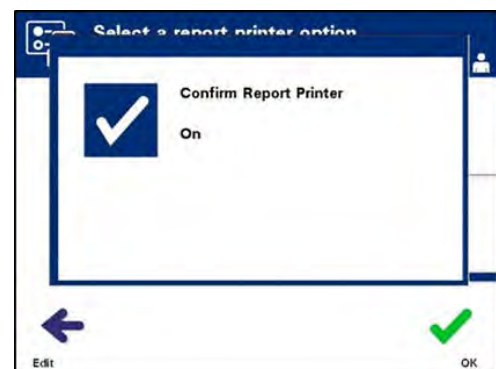 Select a report printer option
Confirm Report Printer
On
Edit
OK